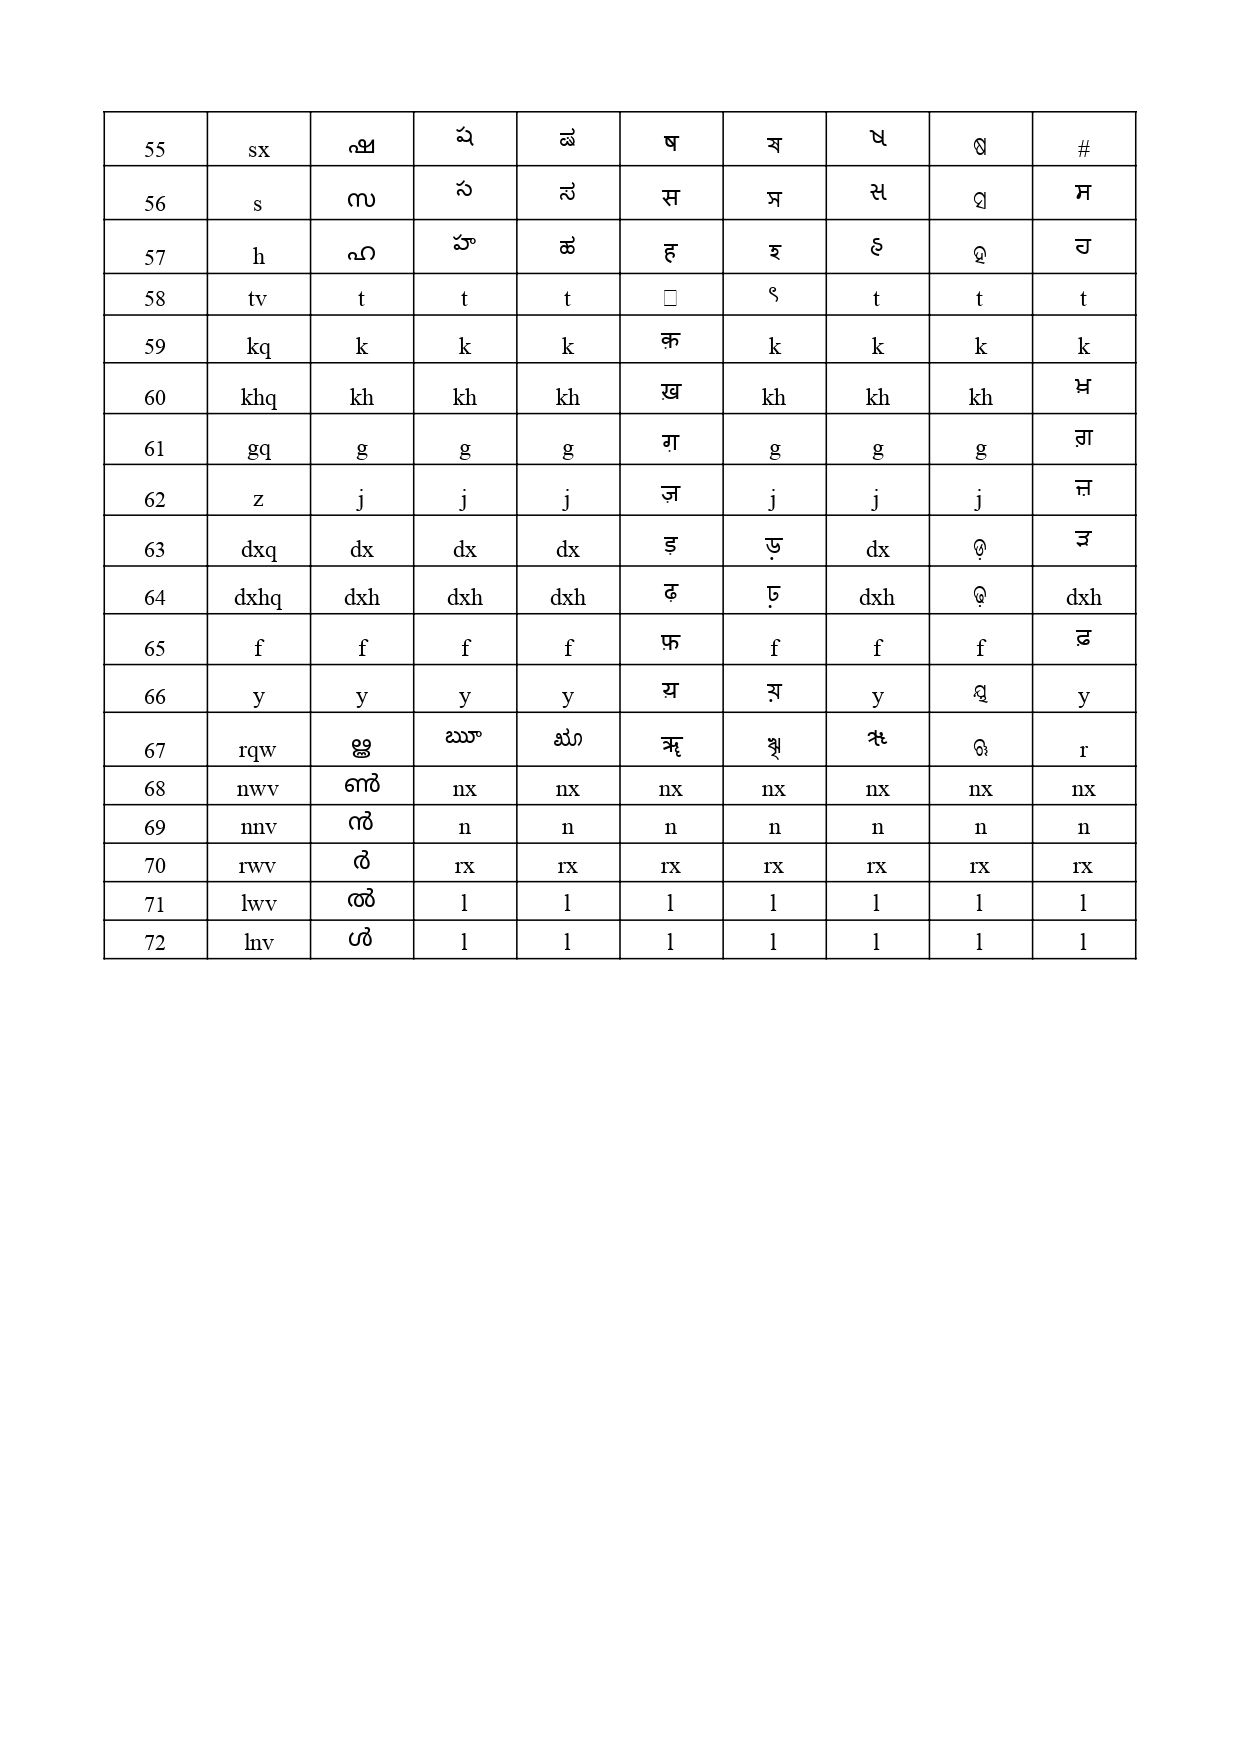 55 sx ഷ ష ಷ ष ষ ષ ଷ #
56 s സ స ಸ स স સ ସ ਸ
57 h ഹ హ ಹ ह হ હ ହ ਹ
58 tv t t t □ ৎ t t t
59 kq k k k क़ k k k k
60 khq kh kh kh ख़ kh kh kh ਖ਼
61 gq g g g ग़ g g g ਗ਼
62 z j j j ज़ j j j ਜ਼
63 dxq dx dx dx ड़ ড় dx ଡ଼ ੜ
64 dxhq dxh dxh dxh ढ़ ঢ় dxh ଢ଼ dxh
65 f f f f फ़ f f f ਫ਼
66 y y y y य़ য় y ୟ y
67 rqw ൠ ౠ ೠ ॠ ৠ ૠ ୠ r
68 nwv ൺ nx nx nx nx nx nx nx
69 nnv ൻ n n n n n n n
70 rwv ർ rx rx rx rx rx rx rx
71 lwv ൽ l l l l l l l
72 lnv ൾ l l l l l l l